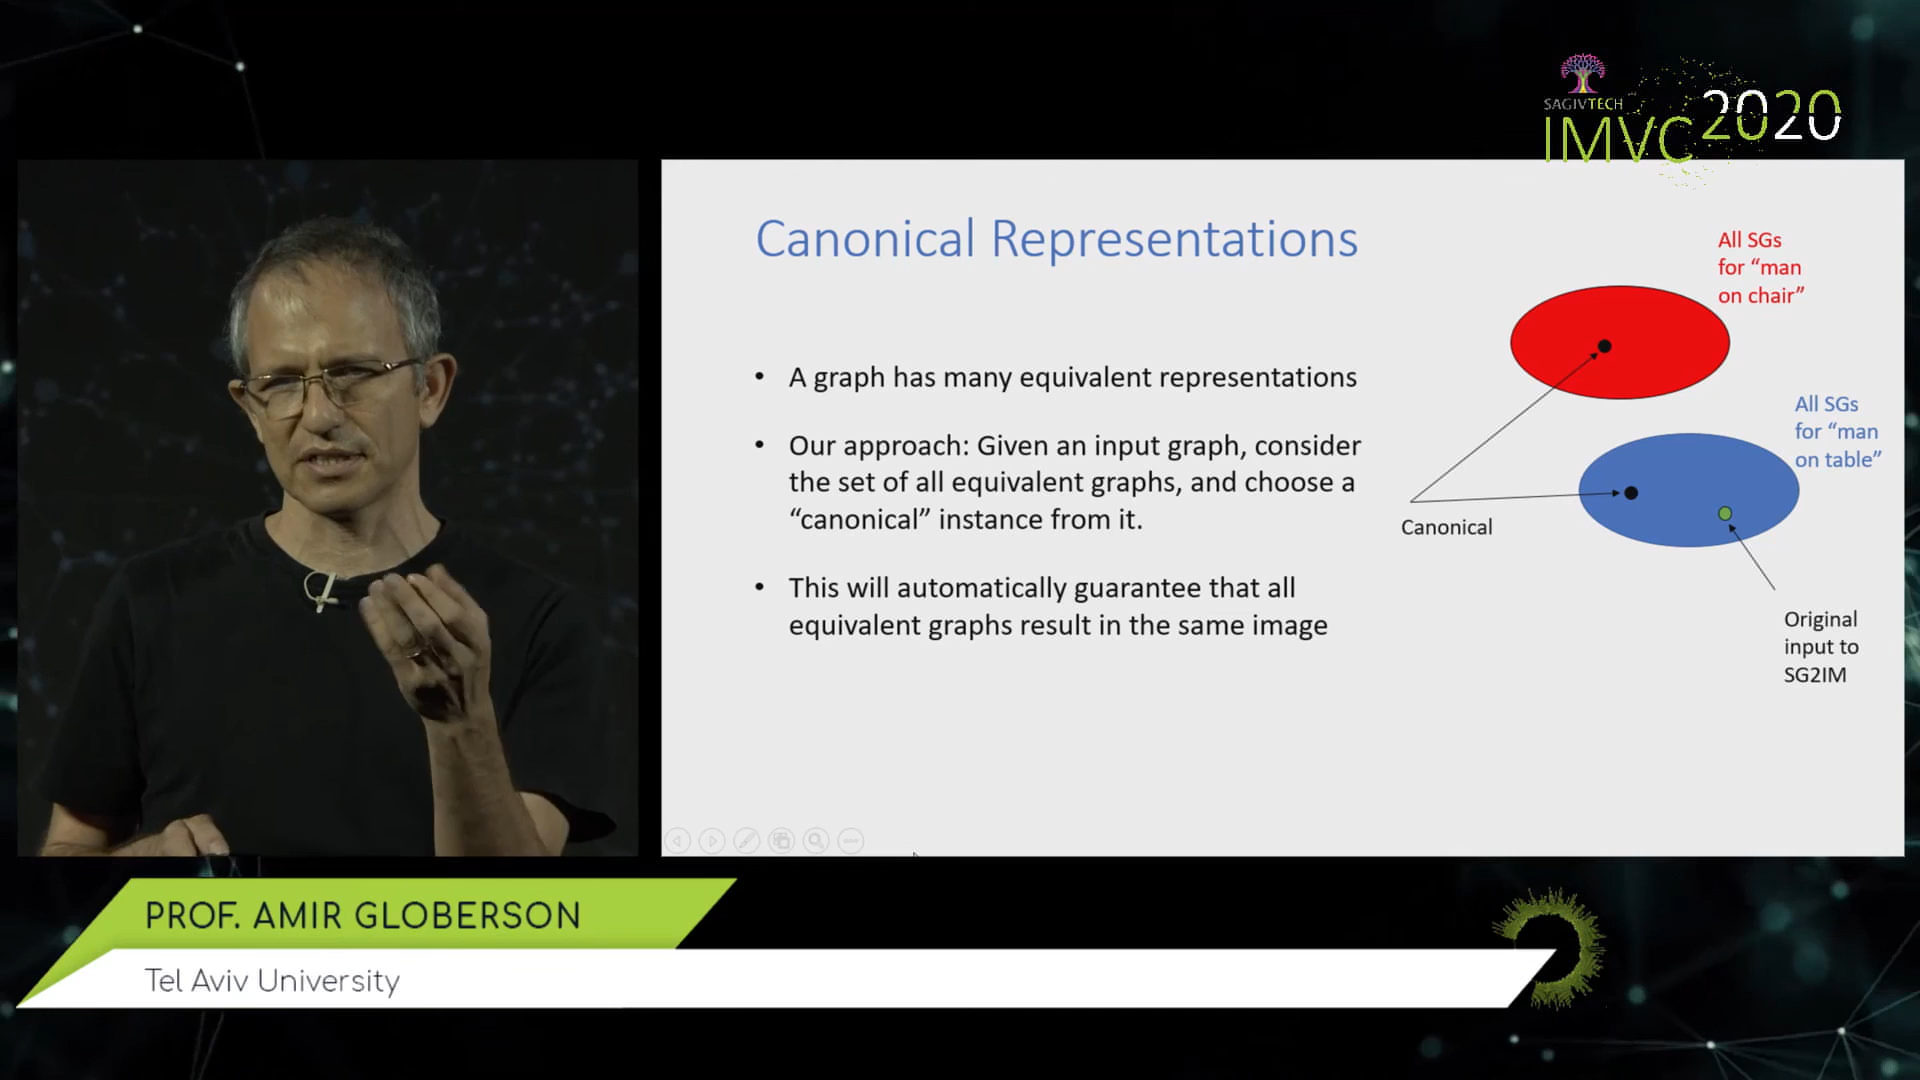 SAGIVTECH
IMVC 2020
Canonical Representations
• A graph has many equivalent representations
• Our approach: Given an input graph, consider
the set of all equivalent graphs, and choose a
“canonical” instance from it.
• This will automatically guarantee that all
equivalent graphs result in the same image
All SGs
for “man
on chair”
All SGs
for “man
on table”
Canonical
Original
input to
SG2IM
PROF. AMIR GLOBERSON
Tel Aviv University